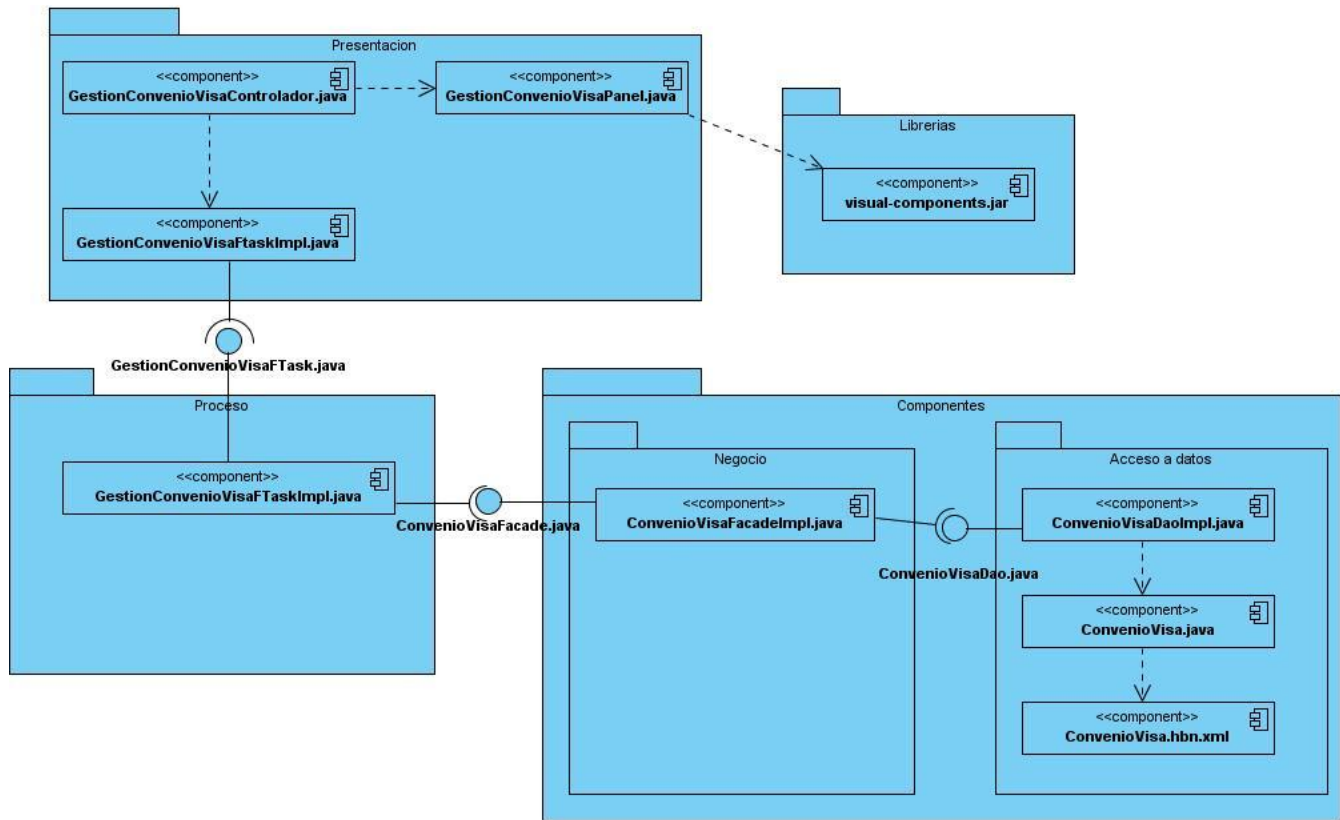 Presentacion
<<component>>
GestionConvenioVisaControlador.java
<<component>>
GestionConvenioVisaPanel.java
<<component>>
GestionConvenioVisaFtaskImpl.java
Librerias
<<component>>
visual-components.jar
GestionConvenioVisaFTask.java
Proceso
<<component>>
GestionConvenioVisaFTaskImpl.java
ConvenioVisaFacade.java
Componentes
Negocio
<<component>>
ConvenioVisaFacadeImpl.java
ConvenioVisaDao.java
Acceso a datos
<<component>>
ConvenioVisaDaoImpl.java
<<component>>
ConvenioVisa.java
<<component>>
ConvenioVisa.hbn.xml